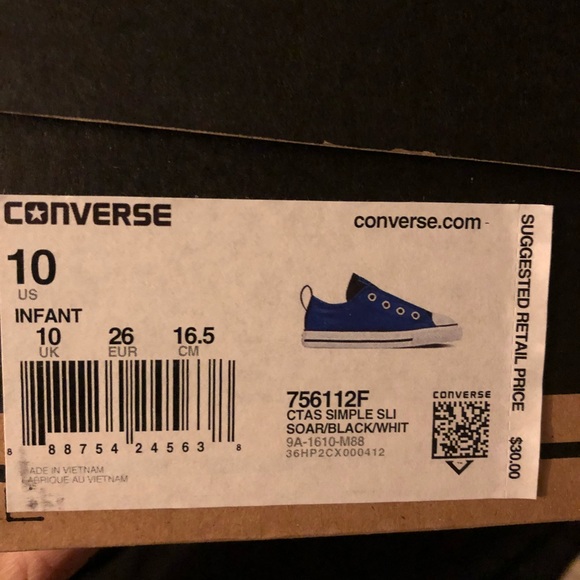 CONVERSE
converse.com
10
US
INFANT
10 26 16.5
UK EUR CM
8 88754 24563 8
MADE IN VIETNAM
FABRIQUE AU VIETNAM
756112F
CTAS SIMPLE SLI
SOAR/BLACK/WHIT
9A-1610-M88
36HP2CX000412
CONVERSE
SUGGESTED RETAIL PRICE $30.00